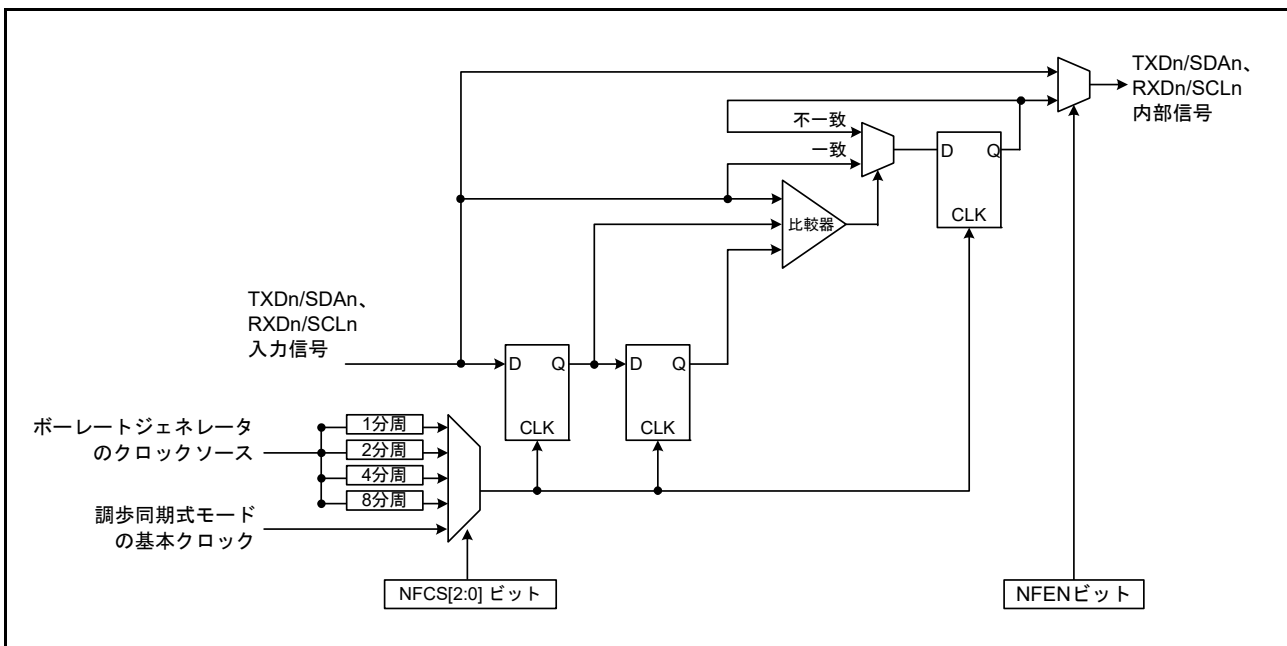 TXDn/SDAn、
RXDn/SCLn
内部信号
不一致
一致
D
Q
CLK
比較器
TXDn/SDAn、
RXDn/SCLn
入力信号
D
Q
CLK
D
Q
CLK
ボーレートジェネレータ
のクロックソース
1分周
2分周
4分周
8分周
調歩同期式モード
の基本クロック
NFCS[2:0] ビット
NFENビット